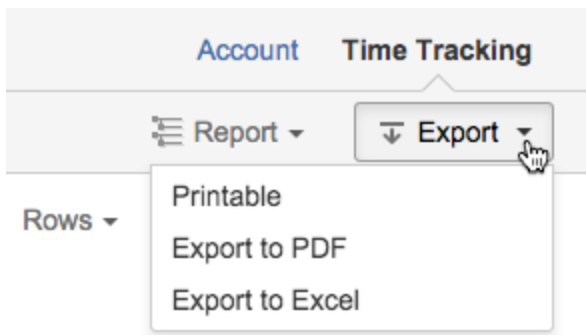 Account Time Tracking
Report Export
Printable
Rows
Export to PDF
Export to Excel